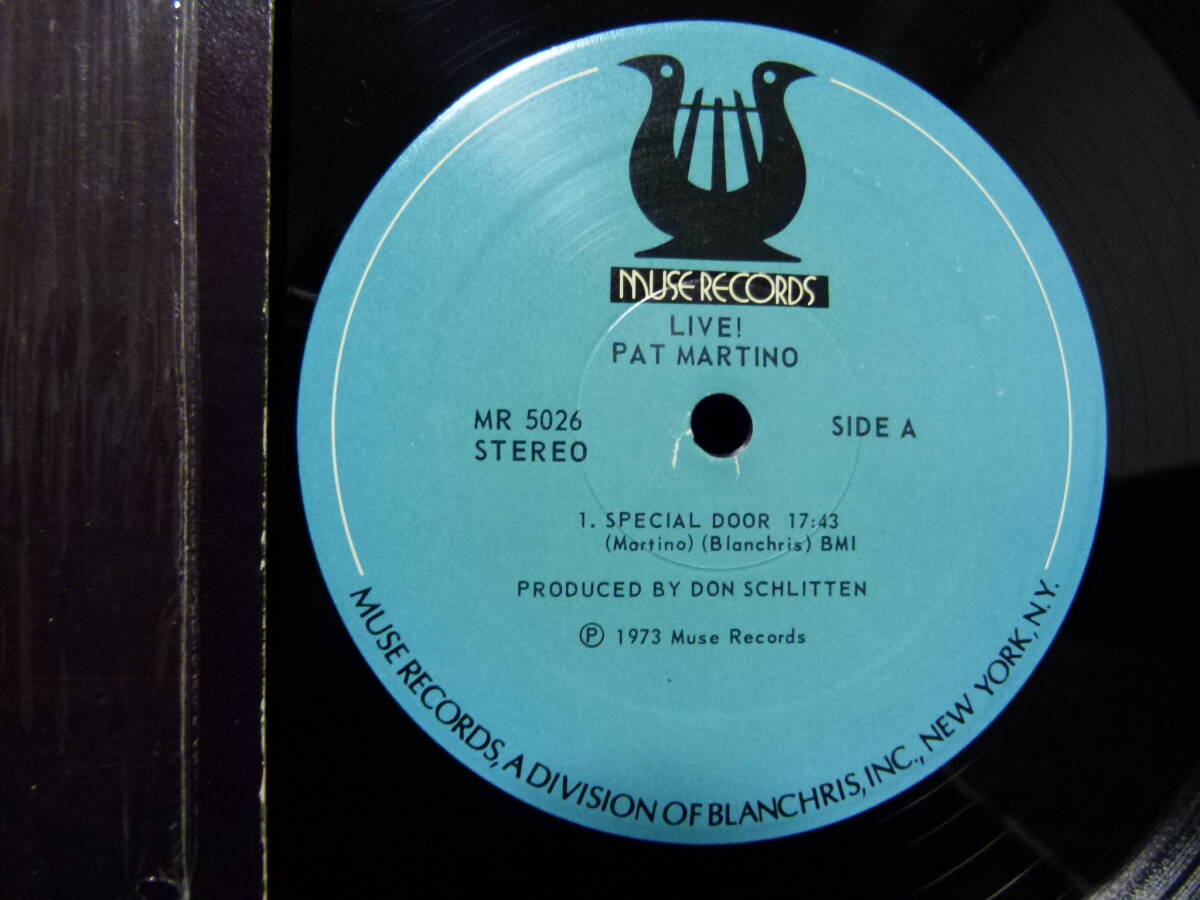 MUSE RECORDS
LIVE!
PAT MARTINO
MR 5026
STEREO
SIDE A
1. SPECIAL DOOR 17:43
(Martino) (Blanchris) BMI
PRODUCED BY DON SCHLITTEN
Ⓟ 1973 Muse Records
MUSE RECORDS, A DIVISION OF BLANCHRIS, INC., NEW YORK, N.Y.